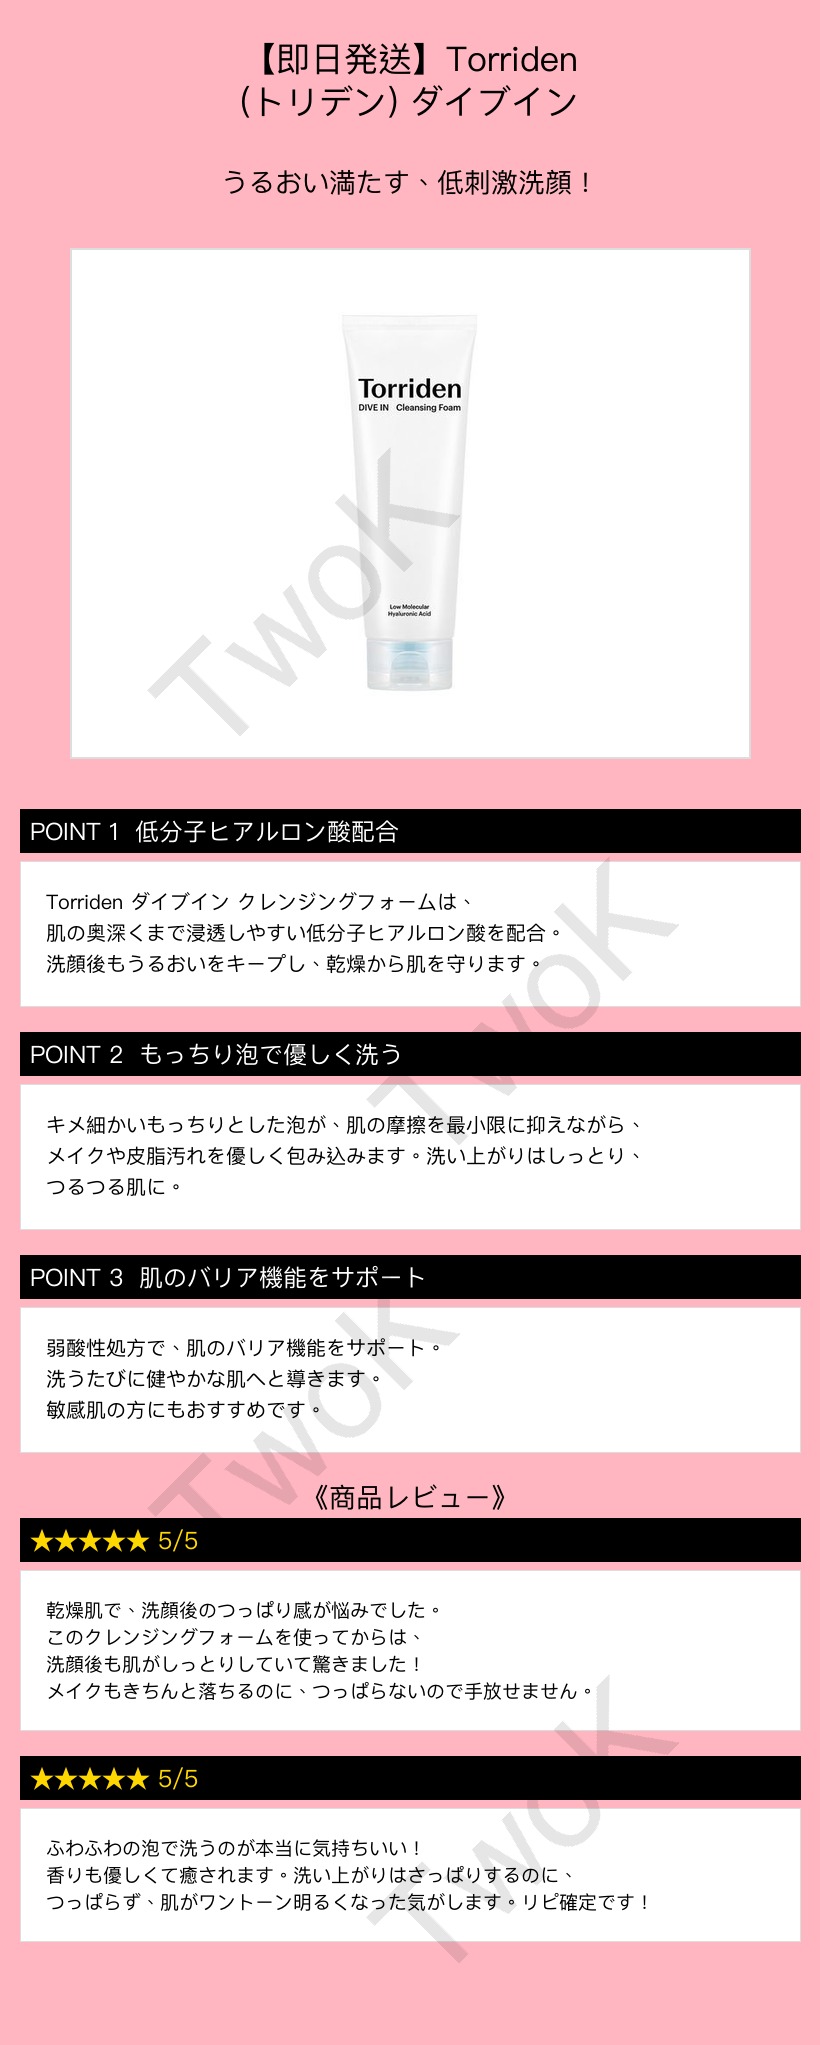 【即日発送】Torriden
(トリデン) ダイブイン
うるおい満たす、低刺激洗顔！
Torriden
DIVE IN Cleansing Foam
Low Molecular
Hyaluronic Acid
TwoK
POINT 1 低分子ヒアルロン酸配合
Torriden ダイブイン クレンジングフォームは、
肌の奥深くまで浸透しやすい低分子ヒアルロン酸を配合。
洗顔後もうるおいをキープし、乾燥から肌を守ります。
TwoK
POINT 2 もっちり泡で優しく洗う
キメ細かいもっちりとした泡が、肌の摩擦を最小限に抑えながら、
メイクや皮脂汚れを優しく包み込みます。洗い上がりはしっとり、
つるつる肌に。
POINT 3 肌のバリア機能をサポート
弱酸性処方で、肌のバリア機能をサポート。
洗うたびに健やかな肌へと導きます。
敏感肌の方にもおすすめです。
TwoK
《商品レビュー》
★★★★★ 5/5
乾燥肌で、洗顔後のつっぱり感が悩みでした。
このクレンジングフォームを使ってからは、
洗顔後も肌がしっとりしていて驚きました！
メイクもきちんと落ちるのに、つっぱらないので手放せません。
★★★★★ 5/5
ふわふわの泡で洗うのが本当に気持ちいい！
香りも優しくて癒されます。洗い上がりはさっぱりするのに、
つっぱらず、肌がワントーン明るくなった気がします。リピ確定です！
TwoK